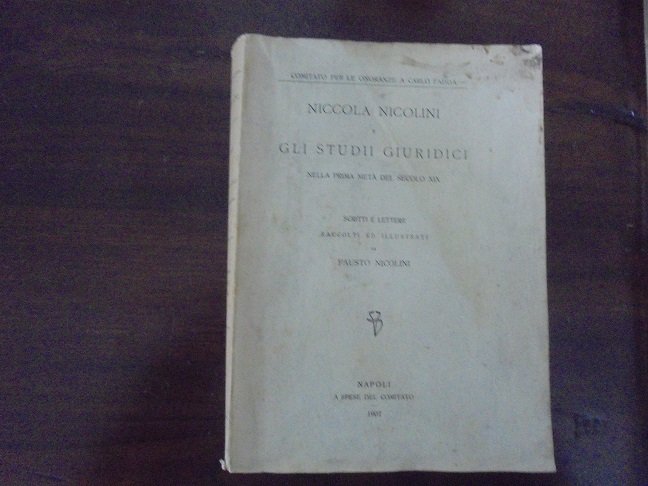 COMITATO PER LE ONORANZE A CARLO FADDA
NICCOLA NICOLINI
E
GLI STUDII GIURIDICI
NELLA PRIMA METÀ DEL SECOLO XIX
SCRITTI E LETTERE
RACCOLTI ED ILLUSTRATI
DA
FAUSTO NICOLINI
NAPOLI
A SPESE DEL COMITATO
1907